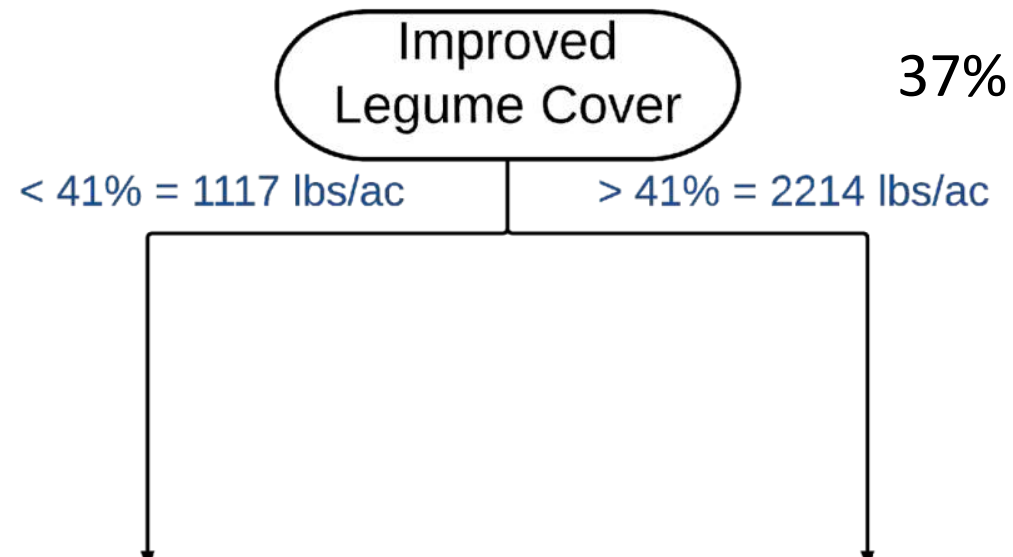 Improved
Legume Cover
37%
< 41% = 1117 lbs/ac
> 41% = 2214 lbs/ac